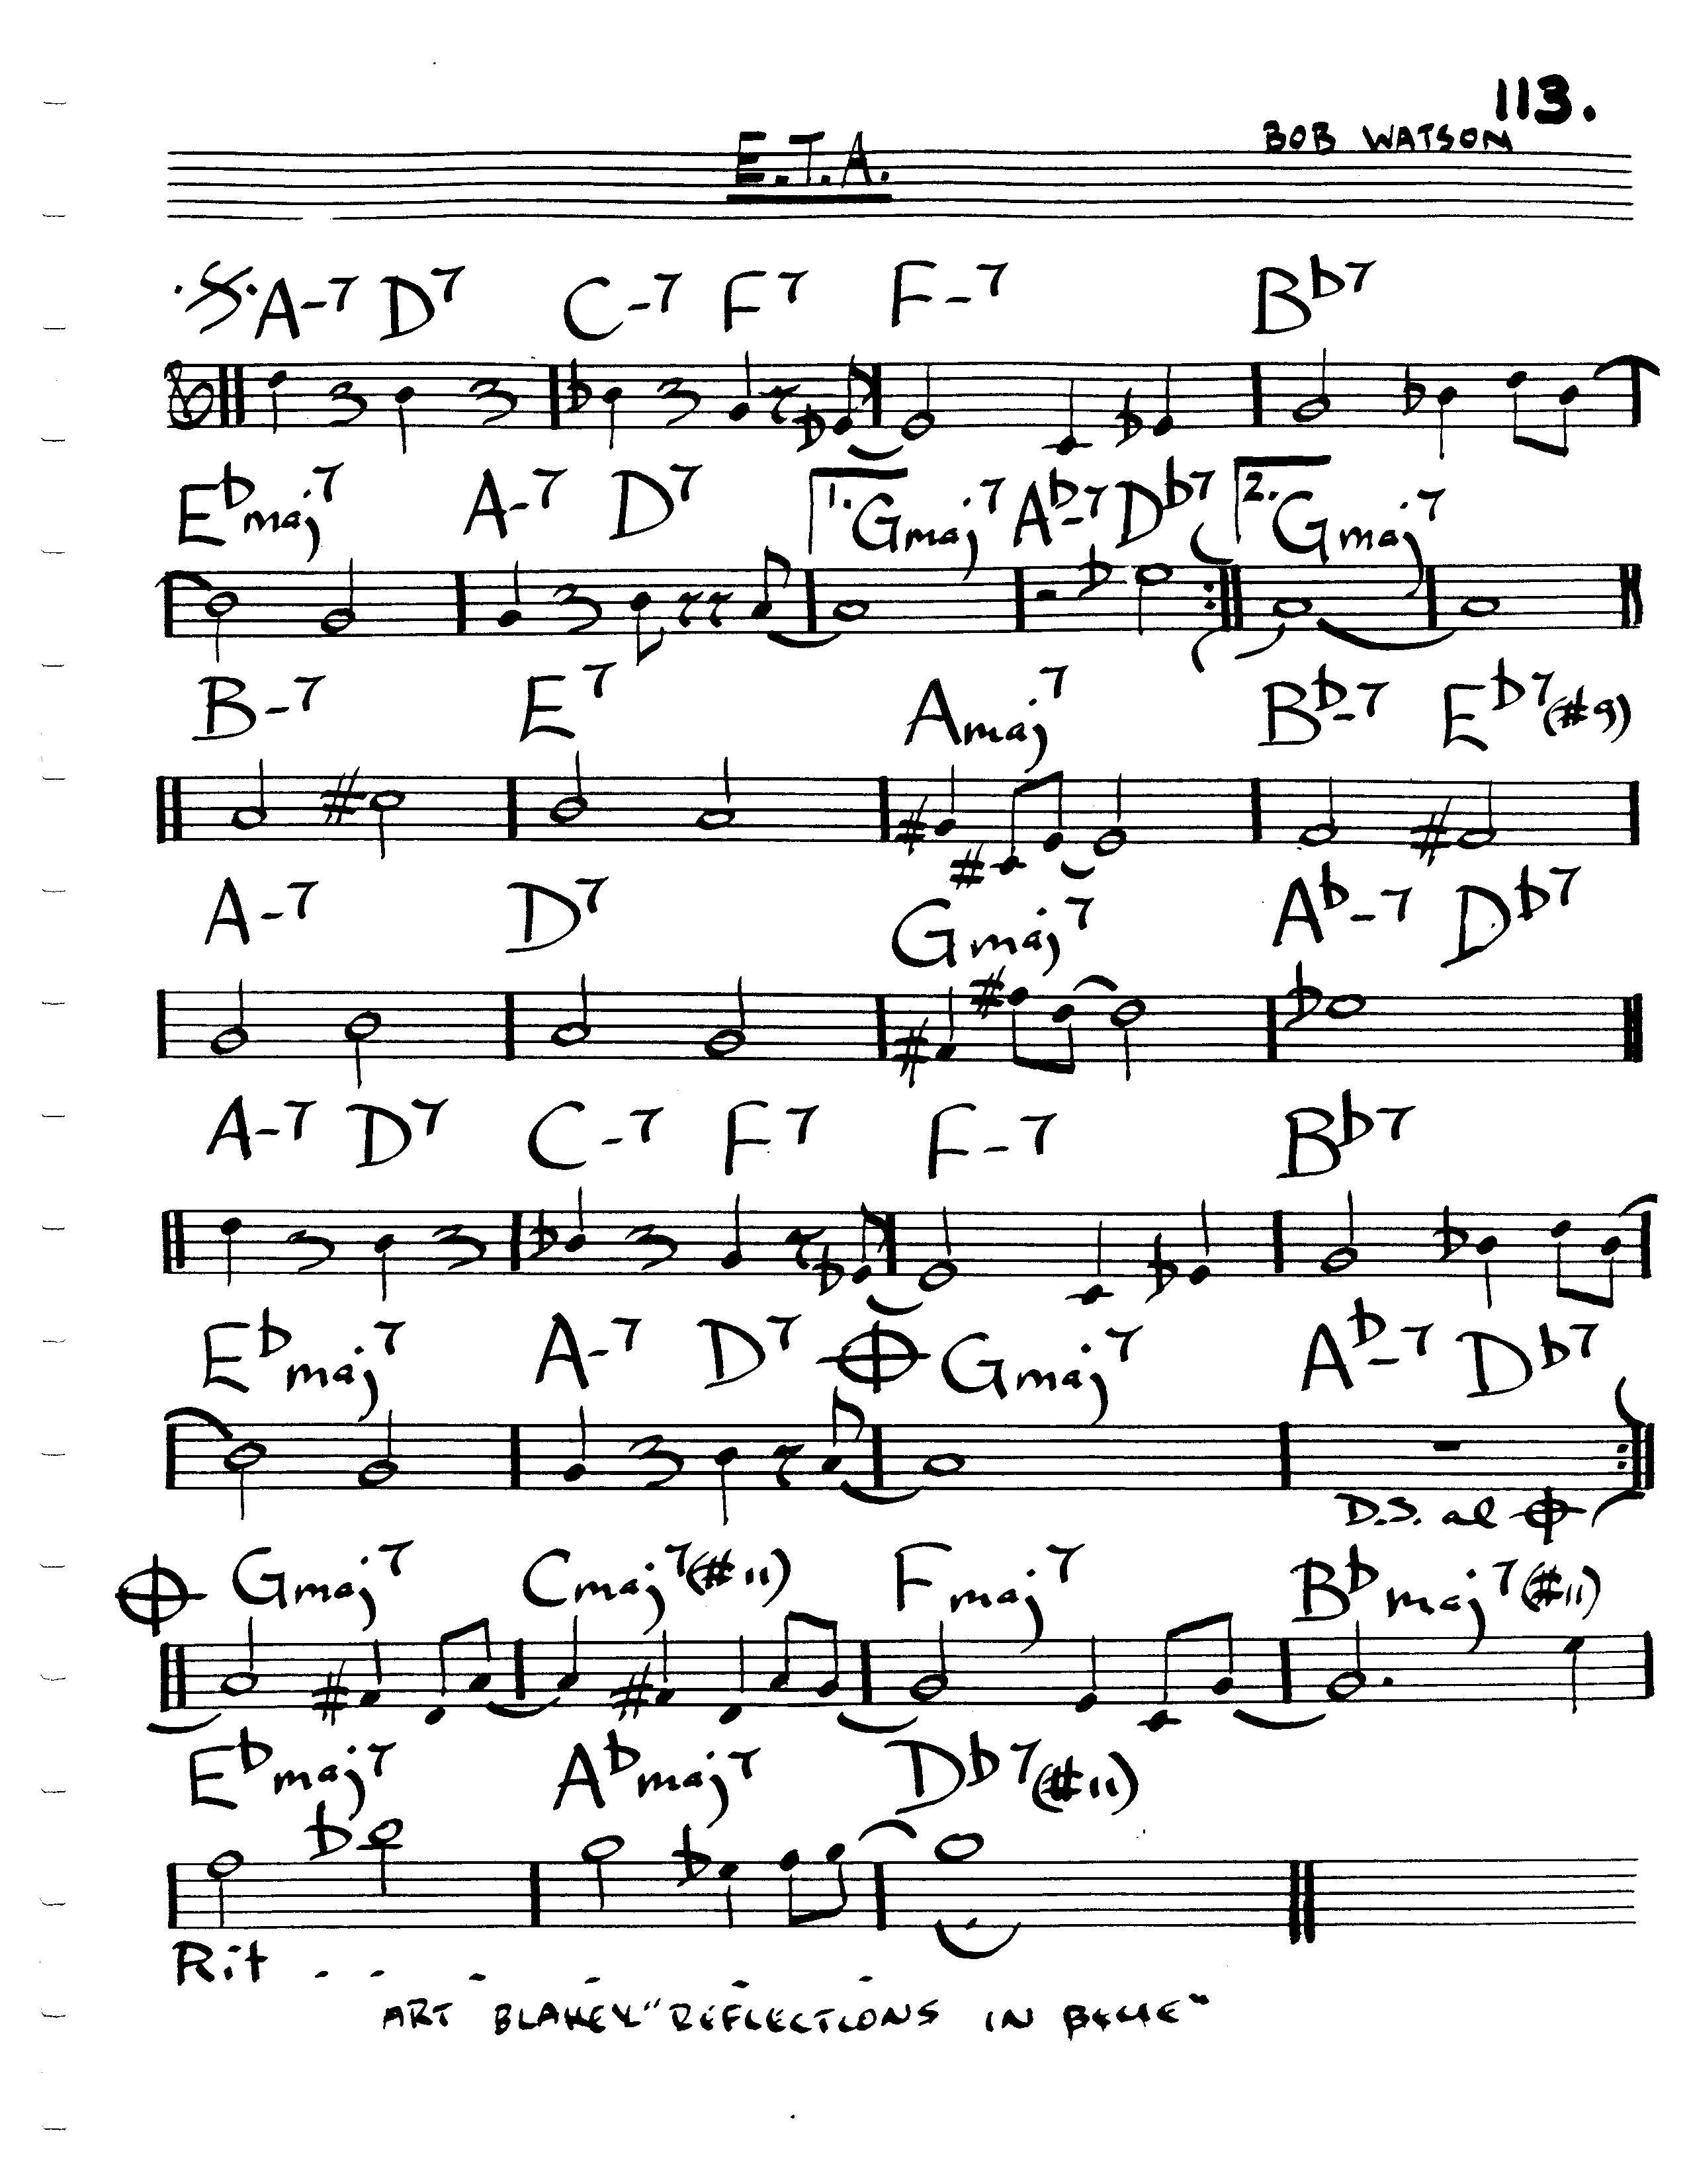 113.
BOB WATSON
E.T.A.
A-7 D7 C-7 F7 F-7 B♭7
E♭maj7 A-7 D7 1. Gmaj7 A♭-7 D♭7 2. Gmaj7
B-7 E7 Amaj7 B♭-7 E♭7(#9)
A-7 D7 Gmaj7 A♭-7 D♭7
A-7 D7 C-7 F7 F-7 B♭7
E♭maj7 A-7 D7 Gmaj7 A♭-7 D♭7
D.S. al
Gmaj7 Cmaj7(#11) Fmaj7 B♭maj7(#11)
E♭maj7 A♭maj7 D♭7(#11)
Rit - - - - - -
ART BLAKEY "REFLECTIONS IN